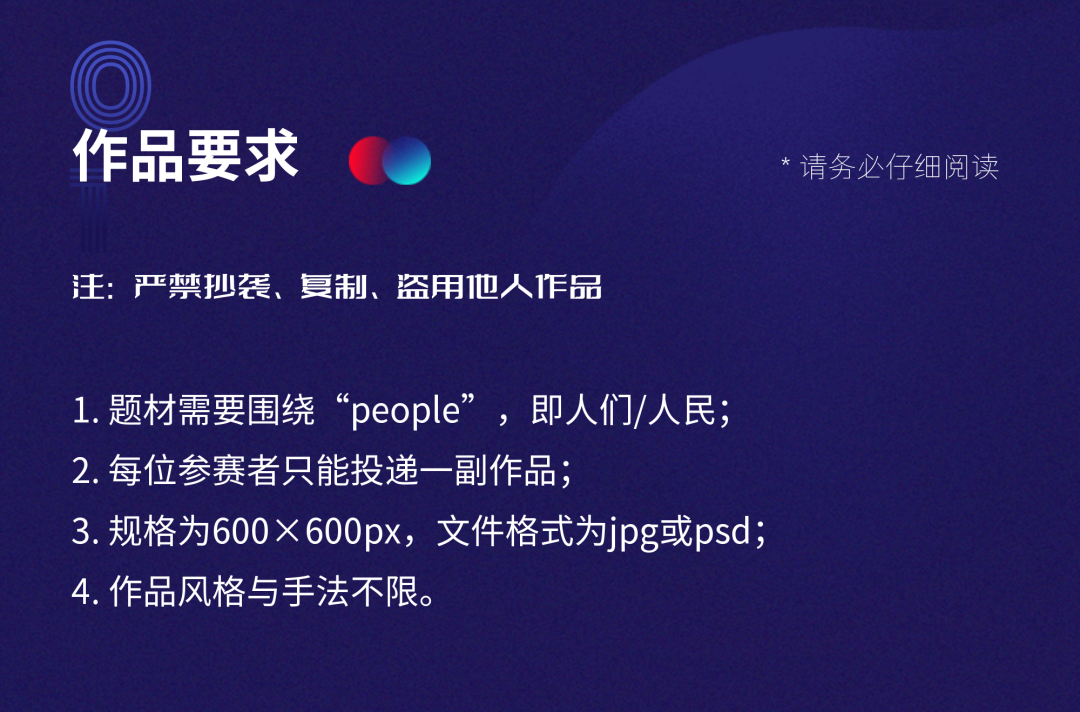 作品要求
* 请务必仔细阅读
注：严禁抄袭、复制、盗用他人作品
1. 题材需要围绕“people”，即人们/人民；
2. 每位参赛者只能投递一副作品；
3. 规格为600×600px，文件格式为jpg或psd；
4. 作品风格与手法不限。